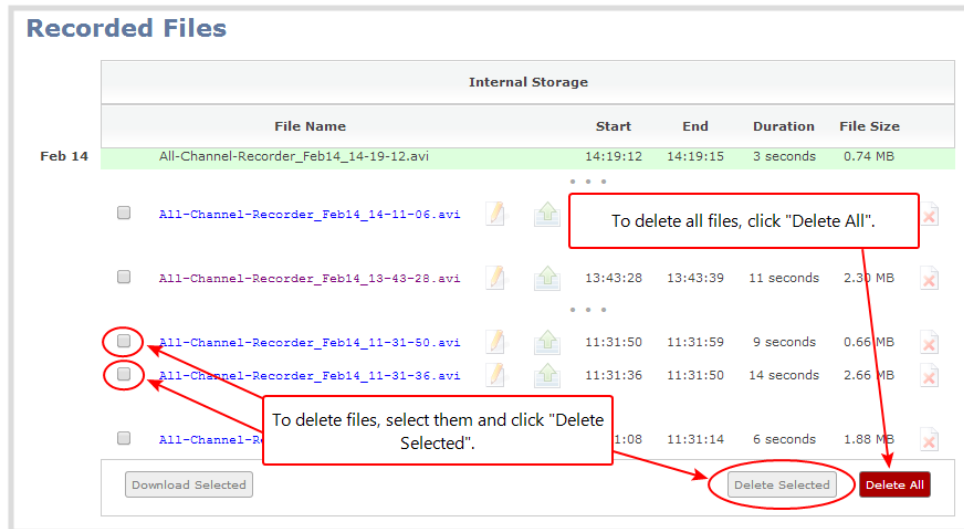 Recorded Files
Internal Storage
File Name Start End Duration File Size
Feb 14 All-Channel-Recorder_Feb14_14-19-12.avi 14:19:12 14:19:15 3 seconds 0.74 MB
All-Channel-Recorder_Feb14_14-11-06.avi
To delete all files, click "Delete All".
All-Channel-Recorder_Feb14_13-43-28.avi 13:43:28 13:43:39 11 seconds 2.30 MB
All-Channel-Recorder_Feb14_11-31-50.avi 11:31:50 11:31:59 9 seconds 0.66 MB
All-Channel-Recorder_Feb14_11-31-36.avi 11:31:36 11:31:50 14 seconds 2.66 MB
To delete files, select them and click "Delete
Selected".
11:31:14 6 seconds 1.88 MB
Download Selected Delete Selected Delete All